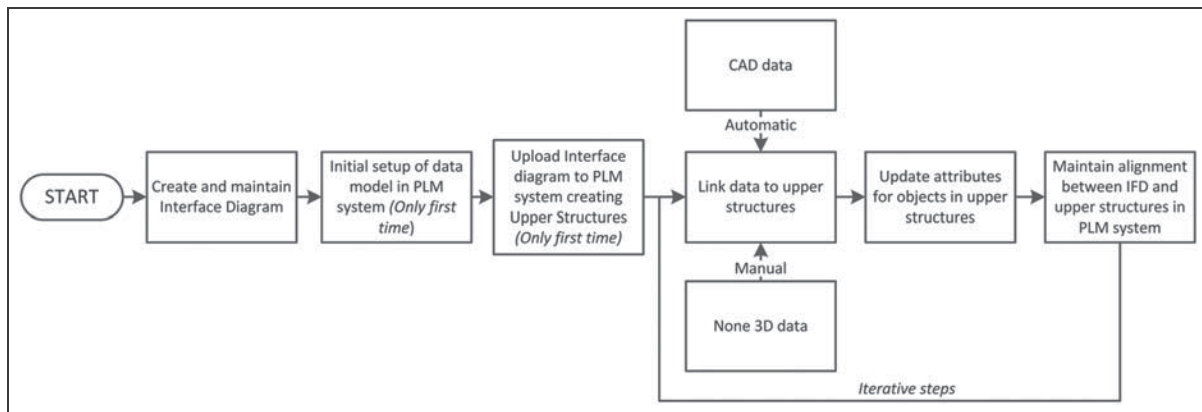 START
Create and maintain
Interface Diagram
Initial setup of data
model in PLM
system (Only first
time)
Upload Interface
diagram to PLM
system creating
Upper Structures
(Only first time)
CAD data
Automatic
Link data to upper
structures
Manual
None 3D data
Update attributes
for objects in upper
structures
Maintain alignment
between IFD and
upper structures in
PLM system
Iterative steps